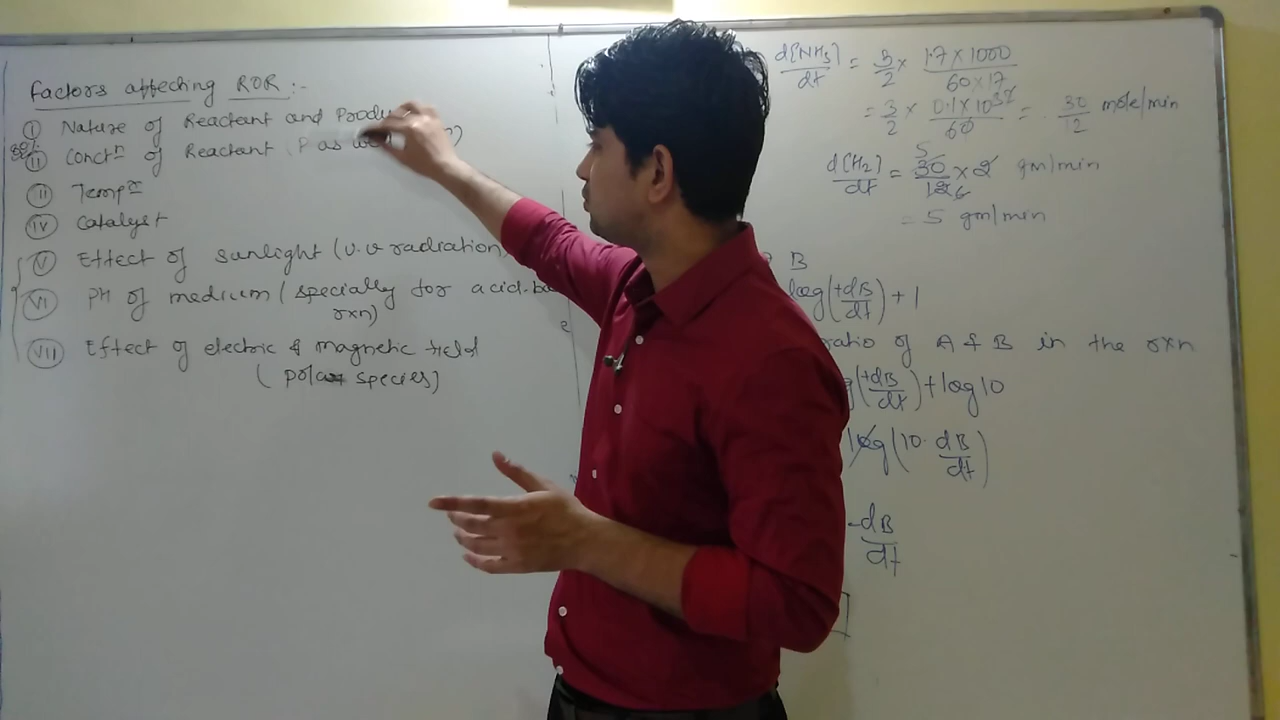 Factors affecting ROR :-
I Nature of Reactant and Produ
II Conctn of Reactant (P as
III Tempr
IV Catalyst
V Effect of sunlight (U.V radiation
VI PH of medium (specially for acid-ba
rxn)
VII Effect of electric & magnetic field
(polar species)
d[NH3]/dt = 3/2 × 1.7 × 1000/60 × 17
= 3/2 × 0.1 × 10³/60 = 30/12 mole/min
d[H2]/dt = 30/12 × 2 gm/min
= 5 gm/min
B
log(+dB/dt) + 1
ratio of A & B in the rxn
(+dB/dt) + log 10
log(10. dB/dt)
dB/dt